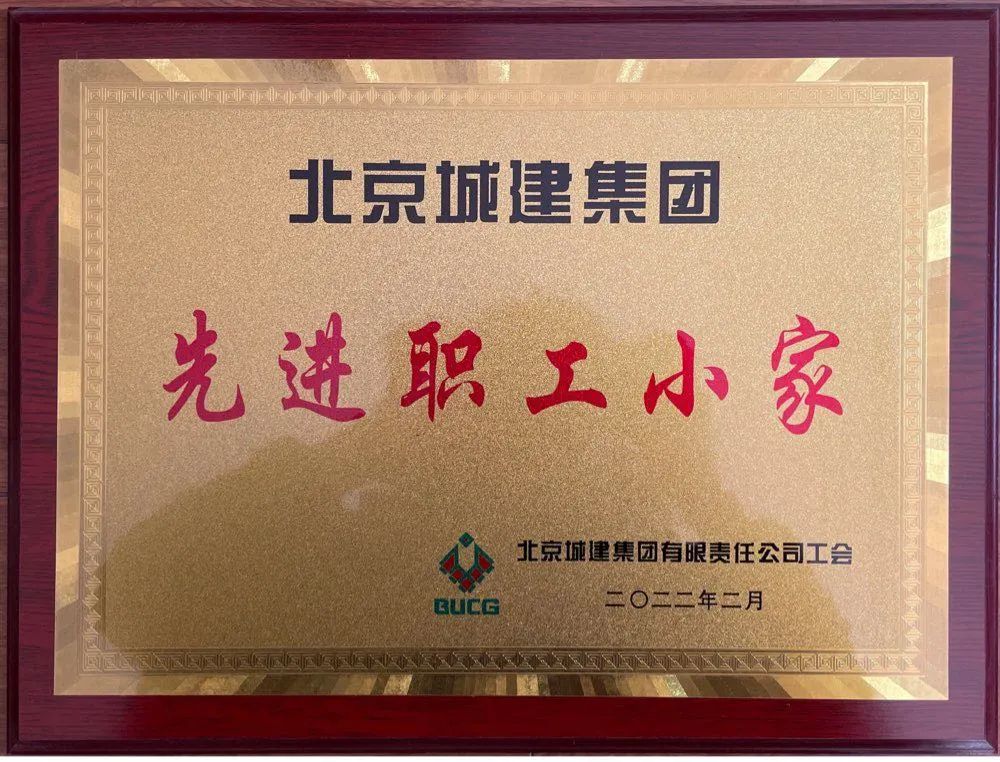 北京城建集团
先进职工小家
北京城建集团有限责任公司工会
BUCG
二〇二二年二月